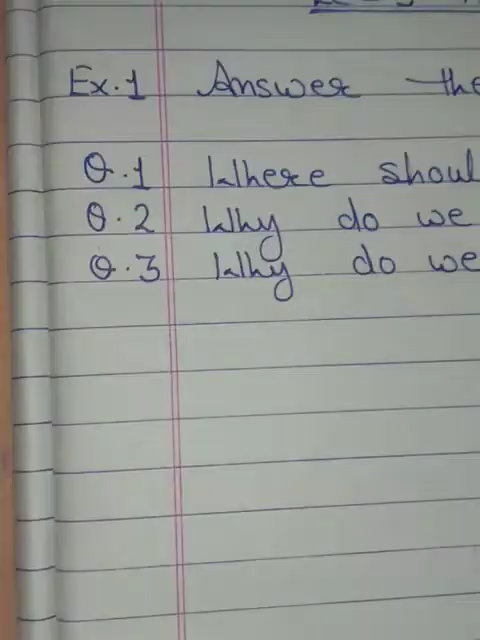 Ex.1 Answer the
Q.1 Where shoul
Q.2 Why do we
Q.3 Why do we